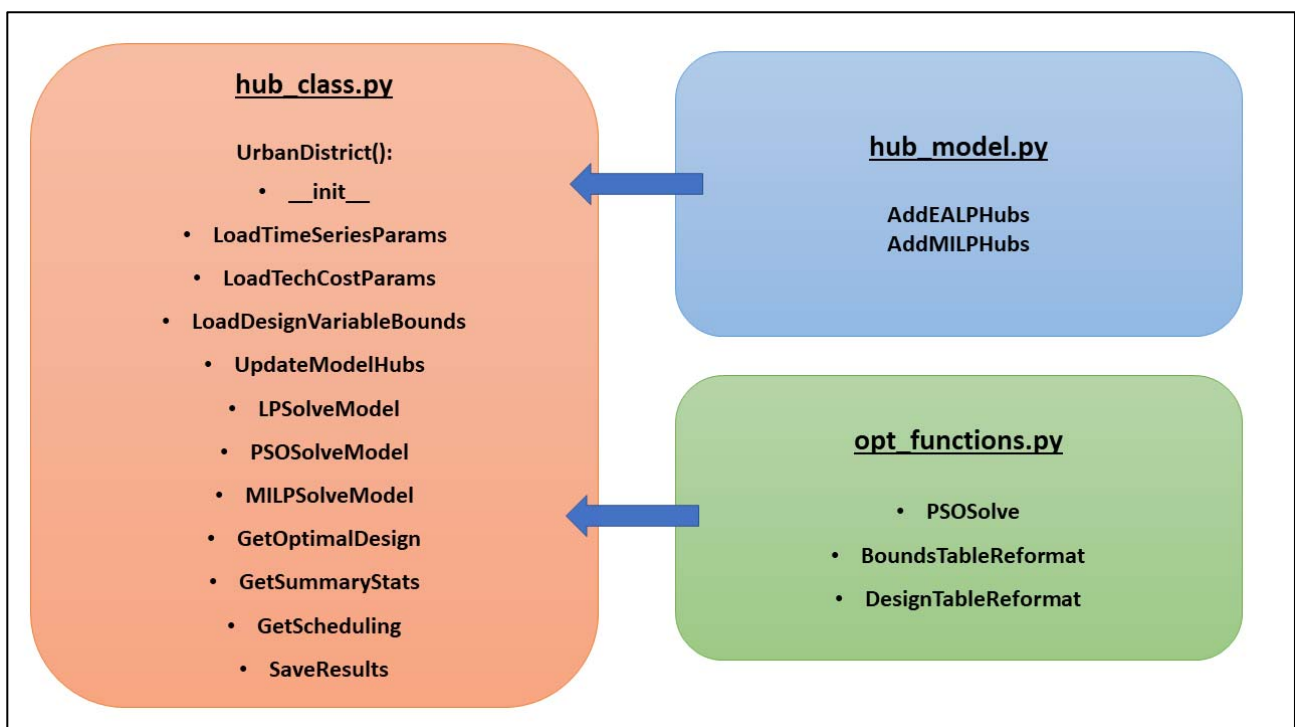 hub_class.py
UrbanDistrict():
• __init__
• LoadTimeSeriesParams
• LoadTechCostParams
• LoadDesignVariableBounds
• UpdateModelHubs
• LPSolveModel
• PSOSolveModel
• MILPSolveModel
• GetOptimalDesign
• GetSummaryStats
• GetScheduling
• SaveResults
hub_model.py
AddEALPHubs
AddMILPHubs
opt_functions.py
• PSOSolve
• BoundsTableReformat
• DesignTableReformat